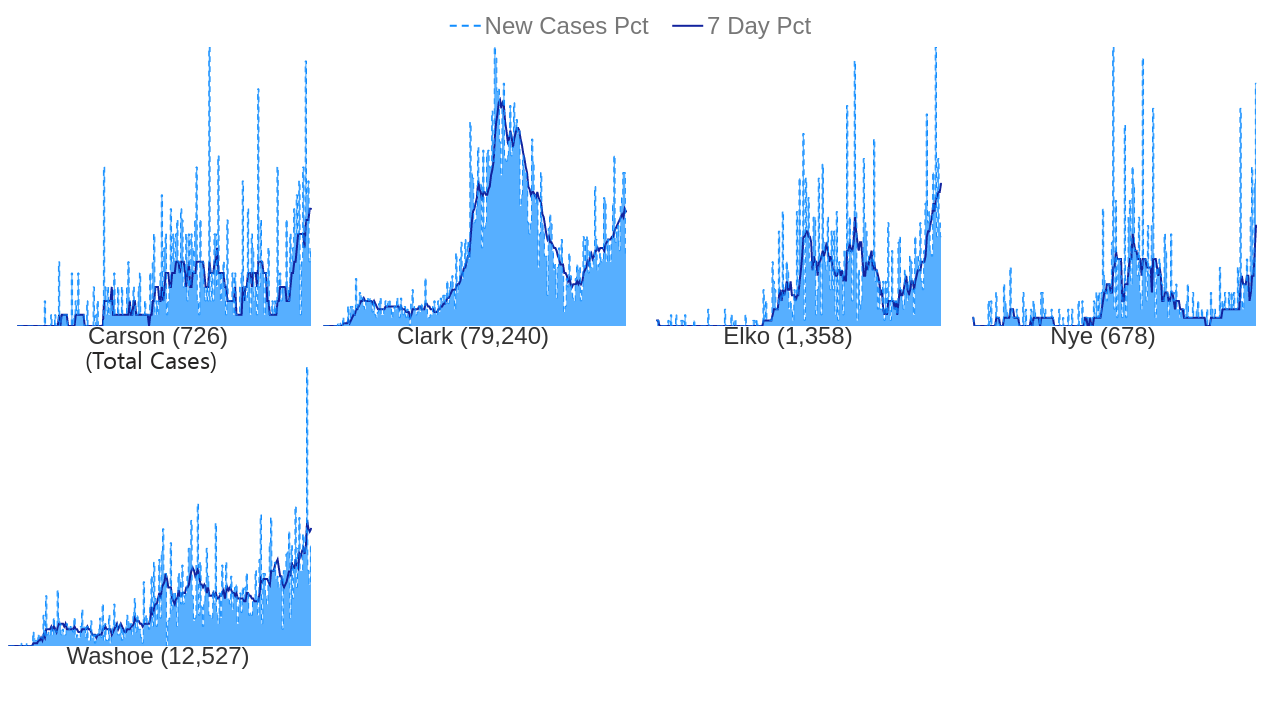 New Cases Pct 7 Day Pct
Carson (726)
(Total Cases)
Clark (79,240)
Elko (1,358)
Nye (678)
Washoe (12,527)